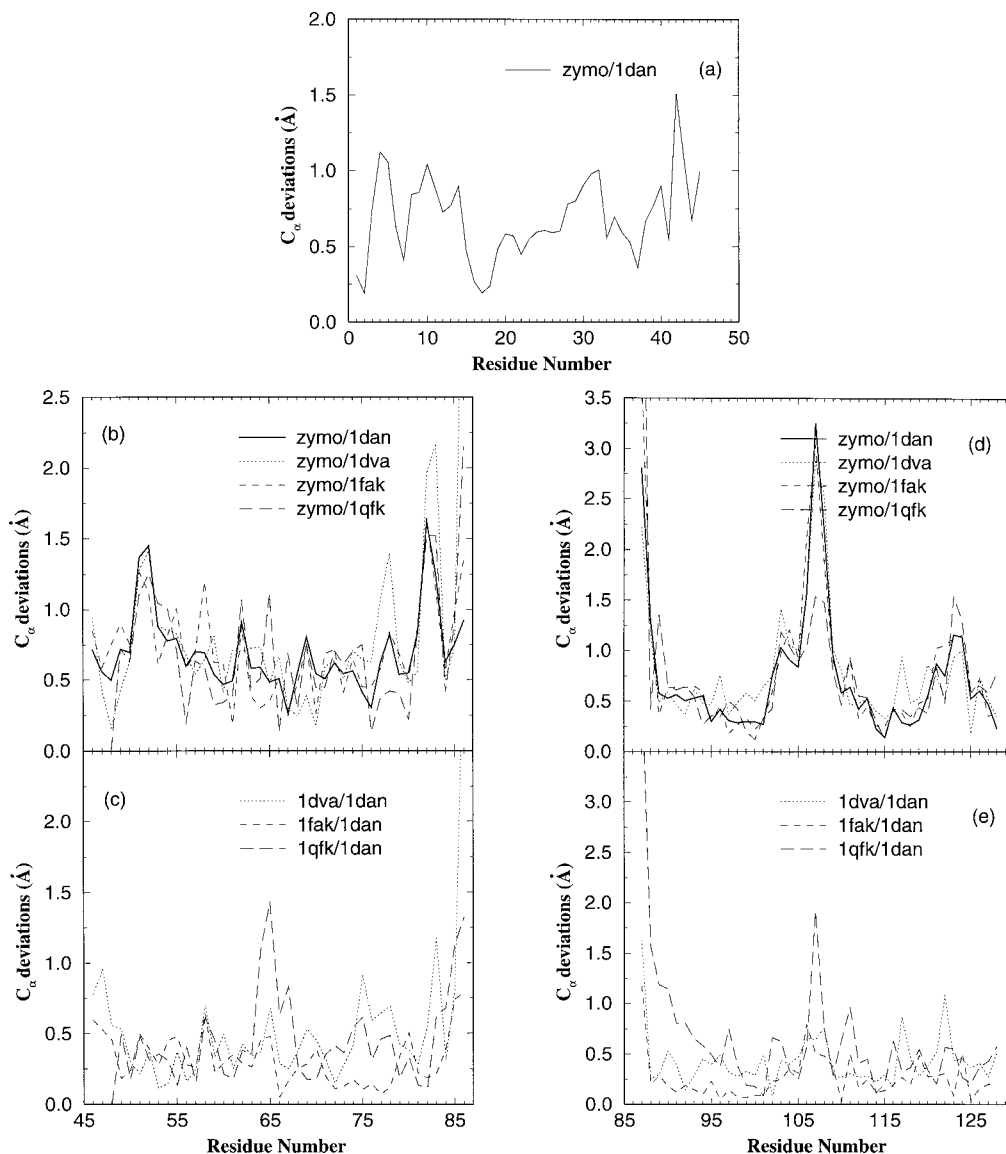 2.0
1.5
1.0
0.5
0.0
Cα deviations (Å)
zymo/1dan
(a)
0 10 20 30 40 50
Residue Number
2.5
2.0
1.5
1.0
0.5
0.0
Cα deviations (Å)
(b)
zymo/1dan
zymo/1dva
zymo/1fak
zymo/1qfk
3.5
3.0
2.5
2.0
1.5
1.0
0.5
0.0
Cα deviations (Å)
(d)
zymo/1dan
zymo/1dva
zymo/1fak
zymo/1qfk
2.0
1.5
1.0
0.5
0.0
Cα deviations (Å)
(c)
1dva/1dan
1fak/1dan
1qfk/1dan
45 55 65 75 85
Residue Number
3.0
2.5
2.0
1.5
1.0
0.5
0.0
Cα deviations (Å)
(e)
1dva/1dan
1fak/1dan
1qfk/1dan
85 95 105 115 125
Residue Number